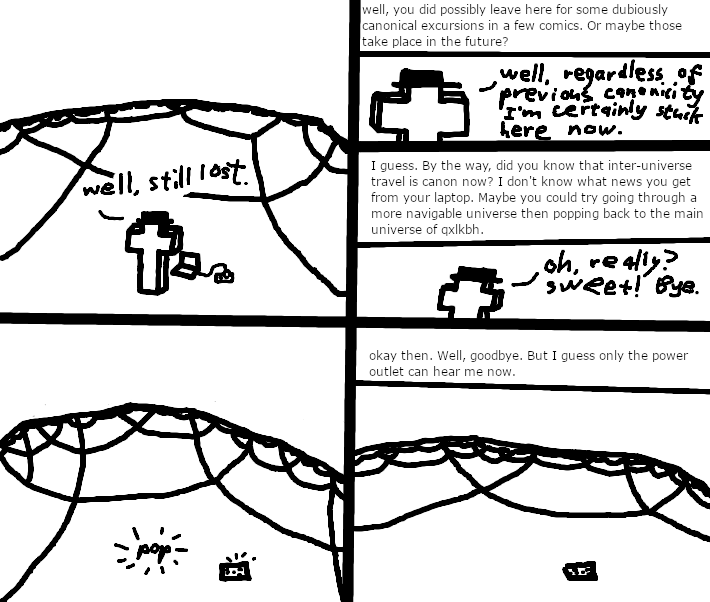 well, still lost.
well, you did possibly leave here for some dubiously
canonical excursions in a few comics. Or maybe those
take place in the future?
well, regardless of
previous canonicity
I'm certainly stuck
here now.
I guess. By the way, did you know that inter-universe
travel is canon now? I don't know what news you get
from your laptop. Maybe you could try going through a
more navigable universe then popping back to the main
universe of qxlkbh.
oh, really?
sweet! Bye.
pop
okay then. Well, goodbye. But I guess only the power
outlet can hear me now.